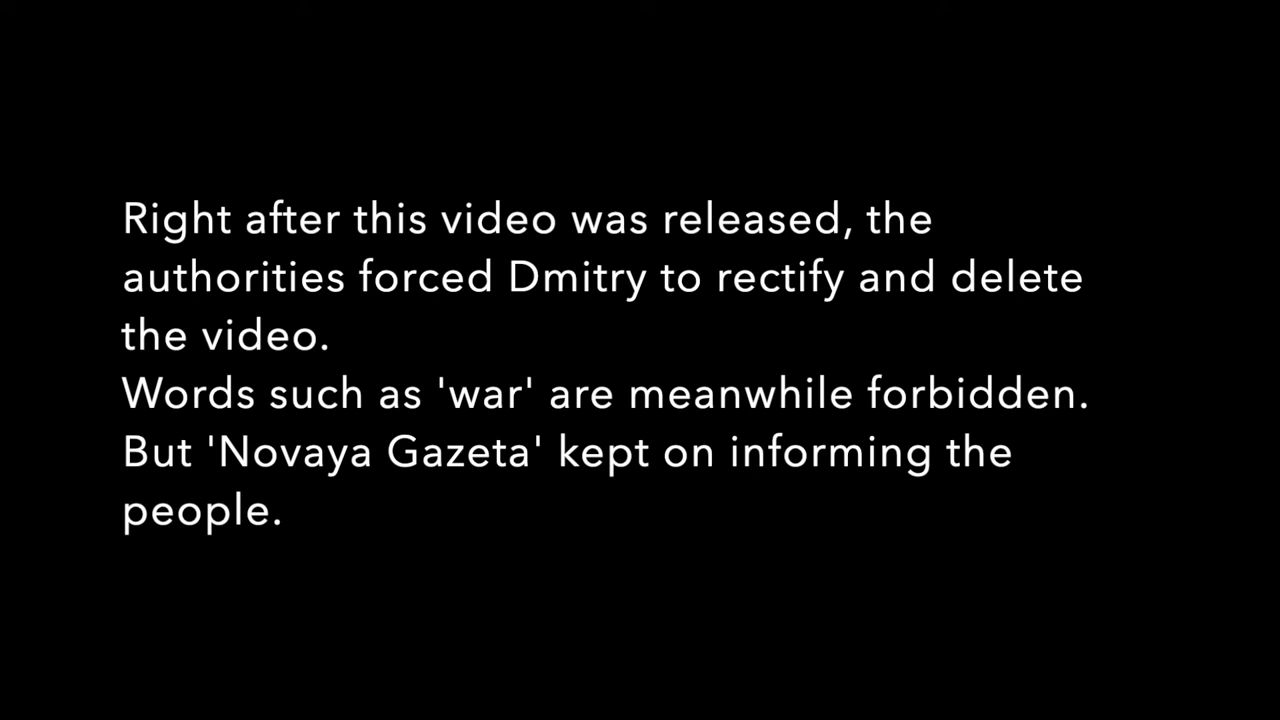 Right after this video was released, the
authorities forced Dmitry to rectify and delete
the video.
Words such as 'war' are meanwhile forbidden.
But 'Novaya Gazeta' kept on informing the
people.